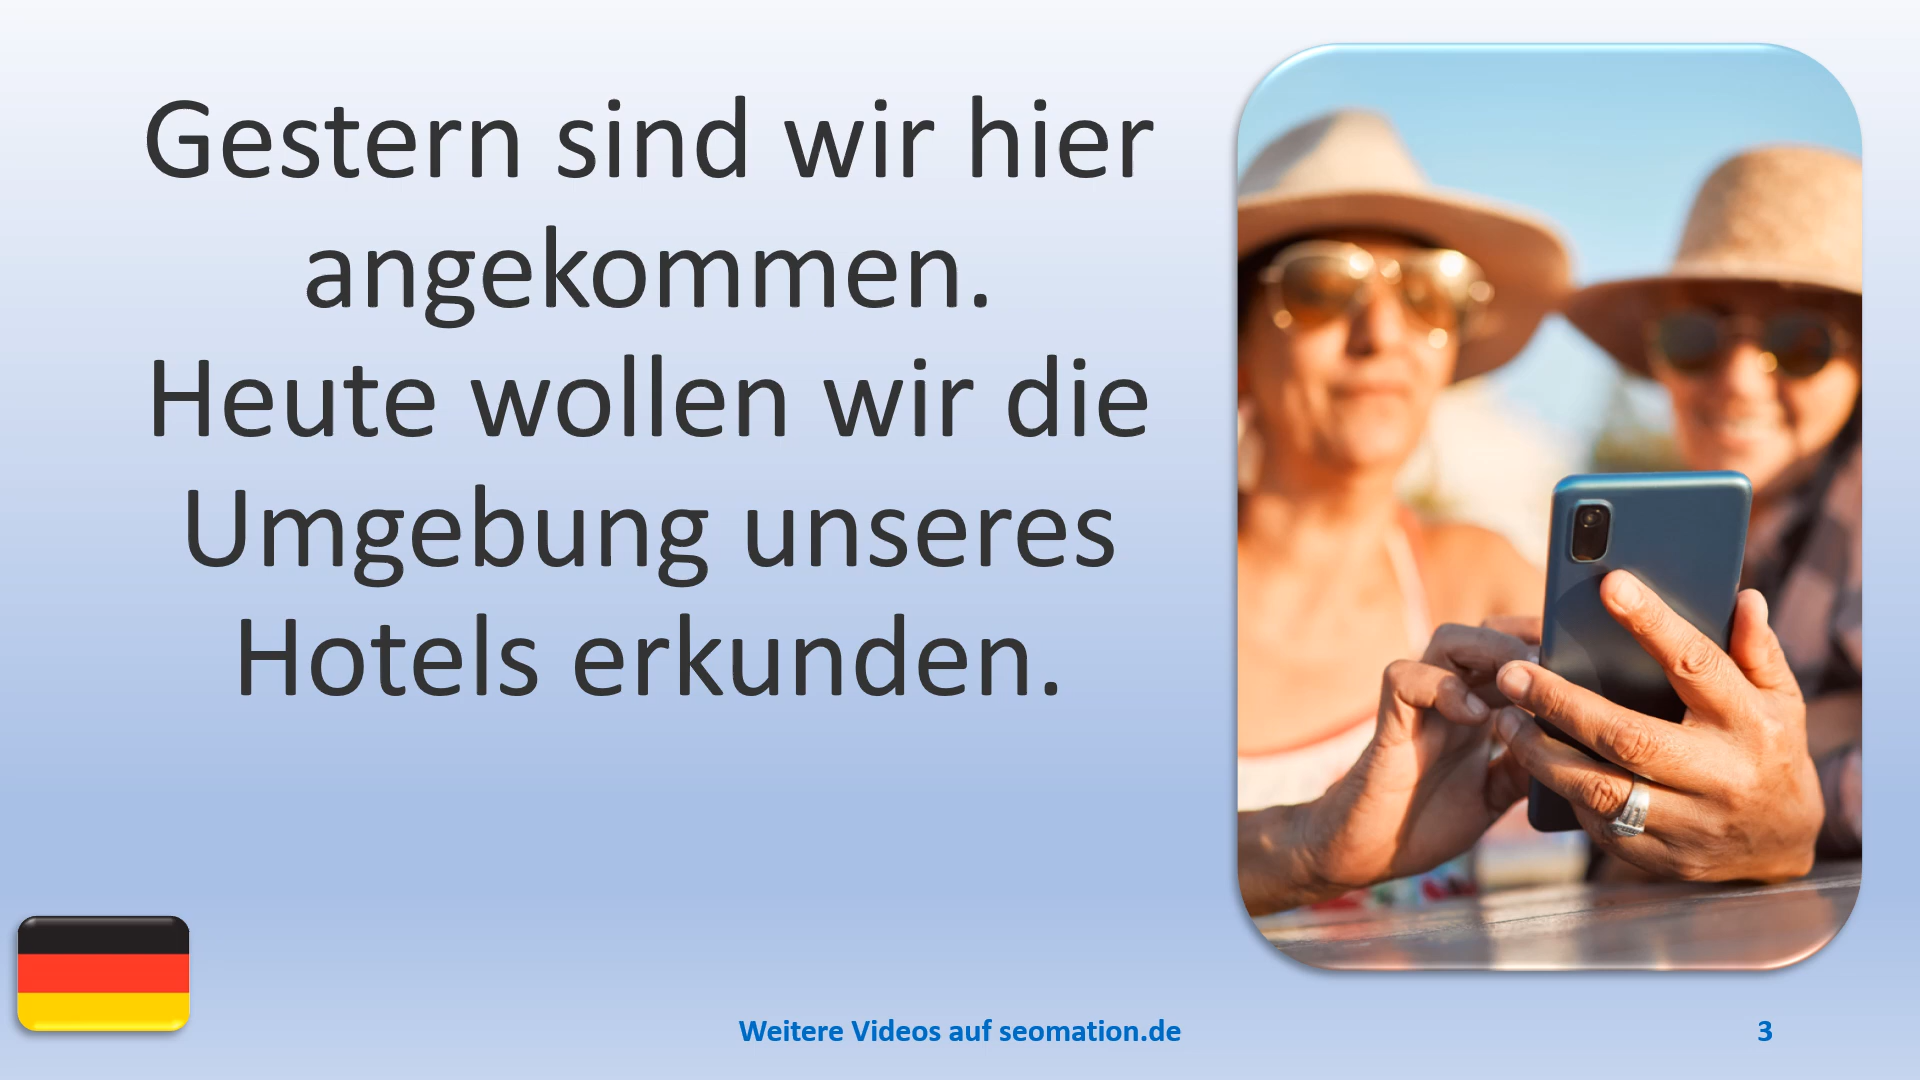 Gestern sind wir hier
angekommen.
Heute wollen wir die
Umgebung unseres
Hotels erkunden.
Weitere Videos auf seomation.de
3